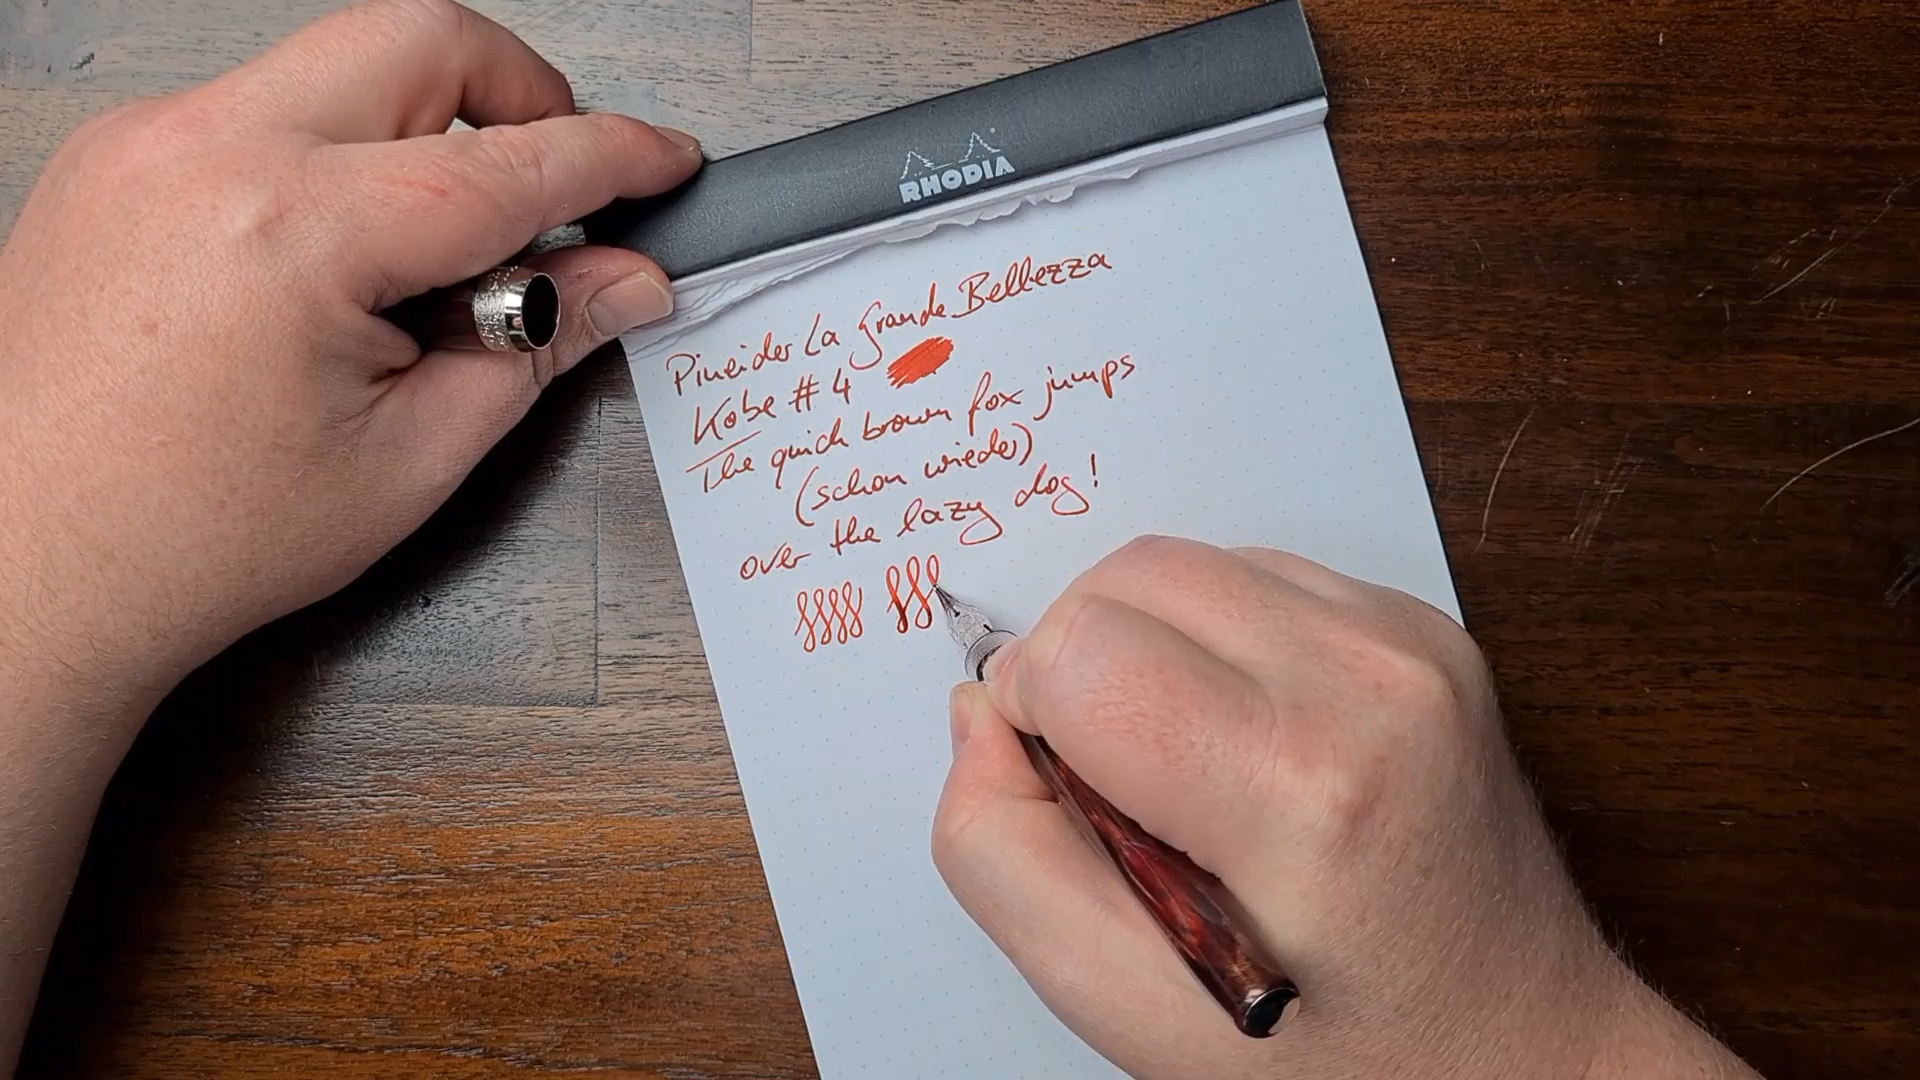 RHODIA
Pineider La Grande Bellezza
Kobe #4
The quick brown fox jumps
(schon wieder)
over the lazy dog!